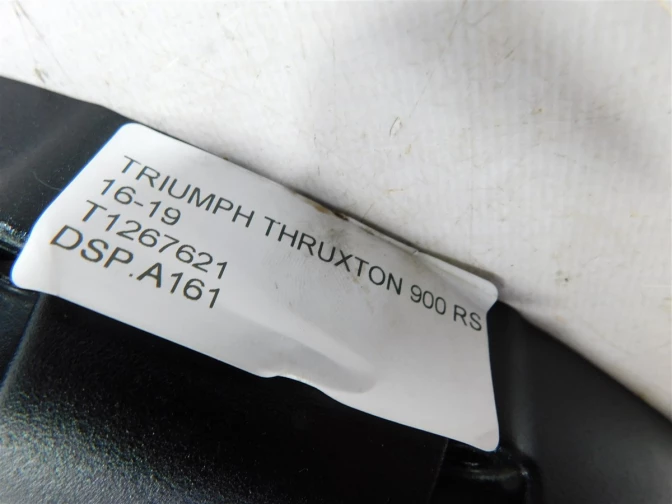 TRIUMPH THRUXTON 900 RS
16-19
T1267621
DSP.A161